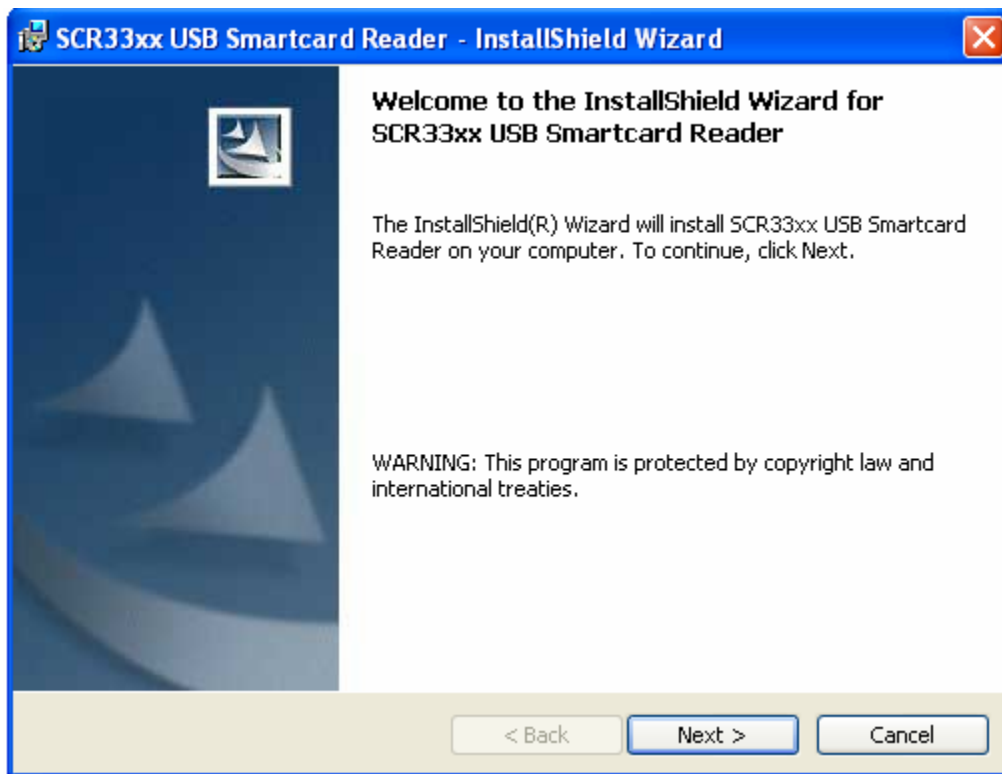 SCR33xx USB Smartcard Reader - InstallShield Wizard
Welcome to the InstallShield Wizard for
SCR33xx USB Smartcard Reader
The InstallShield(R) Wizard will install SCR33xx USB Smartcard
Reader on your computer. To continue, click Next.
WARNING: This program is protected by copyright law and
international treaties.
< Back
Next >
Cancel